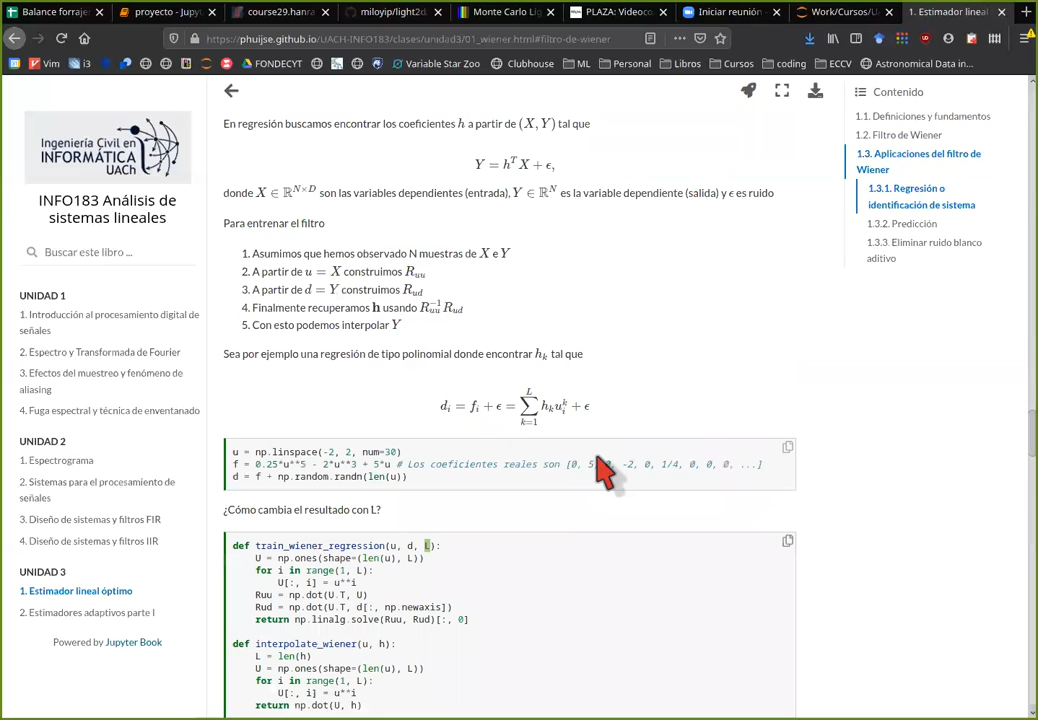 Balance forrajer
proyecto - Jupyt
course29.hanra
miloyip/light2d
Monte Carlo Lig
PLAZA: Videocc
Iniciar reunión -
Work/Cursos/UA
1. Estimador lineal
https://phuijse.github.io/UACH-INFO183/clases/unidad3/01_wiener.html#filtro-de-wiener
Vim
i3
FONDECYT
Variable Star Zoo
Clubhouse
ML
Personal
Libros
Cursos
coding
ECCV
Astronomical Data in...
Ingeniería Civil en
INFORMÁTICA
UACh
INFO183 Análisis de
sistemas lineales
Buscar este libro ...
UNIDAD 1
1. Introducción al procesamiento digital de
señales
2. Espectro y Transformada de Fourier
3. Efectos del muestreo y fenómeno de
aliasing
4. Fuga espectral y técnica de enventanado
UNIDAD 2
1. Espectrograma
2. Sistemas para el procesamiento de
señales
3. Diseño de sistemas y filtros FIR
4. Diseño de sistemas y filtros IIR
UNIDAD 3
1. Estimador lineal óptimo
2. Estimadores adaptivos parte I
Powered by Jupyter Book
En regresión buscamos encontrar los coeficientes h a partir de (X, Y) tal que
Y = h^T X + ϵ,
donde X ∈ ℝ^{N×D} son las variables dependientes (entrada), Y ∈ ℝ^N es la variable dependiente (salida) y ϵ es ruido
Para entrenar el filtro
1. Asumimos que hemos observado N muestras de X e Y
2. A partir de u = X construimos R_{uu}
3. A partir de d = Y construimos R_{ud}
4. Finalmente recuperamos h usando R_{uu}^{-1} R_{ud}
5. Con esto podemos interpolar Y
Sea por ejemplo una regresión de tipo polinomial donde encontrar h_k tal que
d_i = f_i + ϵ = ∑_{k=1}^{L} h_k u_i^k + ϵ
u = np.linspace(-2, 2, num=30)
f = 0.25*u**5 - 2*u**3 + 5*u # Los coeficientes reales son [0, 5, 0, -2, 0, 1/4, 0, 0, 0, ...]
d = f + np.random.randn(len(u))
¿Cómo cambia el resultado con L?
def train_wiener_regression(u, d, L):
    U = np.ones(shape=(len(u), L))
    for i in range(1, L):
        U[:, i] = u**i
    Ruu = np.dot(U.T, U)
    Rud = np.dot(U.T, d[:, np.newaxis])
    return np.linalg.solve(Ruu, Rud)[:, 0]
def interpolate_wiener(u, h):
    L = len(h)
    U = np.ones(shape=(len(u), L))
    for i in range(1, L):
        U[:, i] = u**i
    return np.dot(U, h)
Contenido
1.1. Definiciones y fundamentos
1.2. Filtro de Wiener
1.3. Aplicaciones del filtro de
Wiener
1.3.1. Regresión o
identificación de sistema
1.3.2. Predicción
1.3.3. Eliminar ruido blanco
aditivo